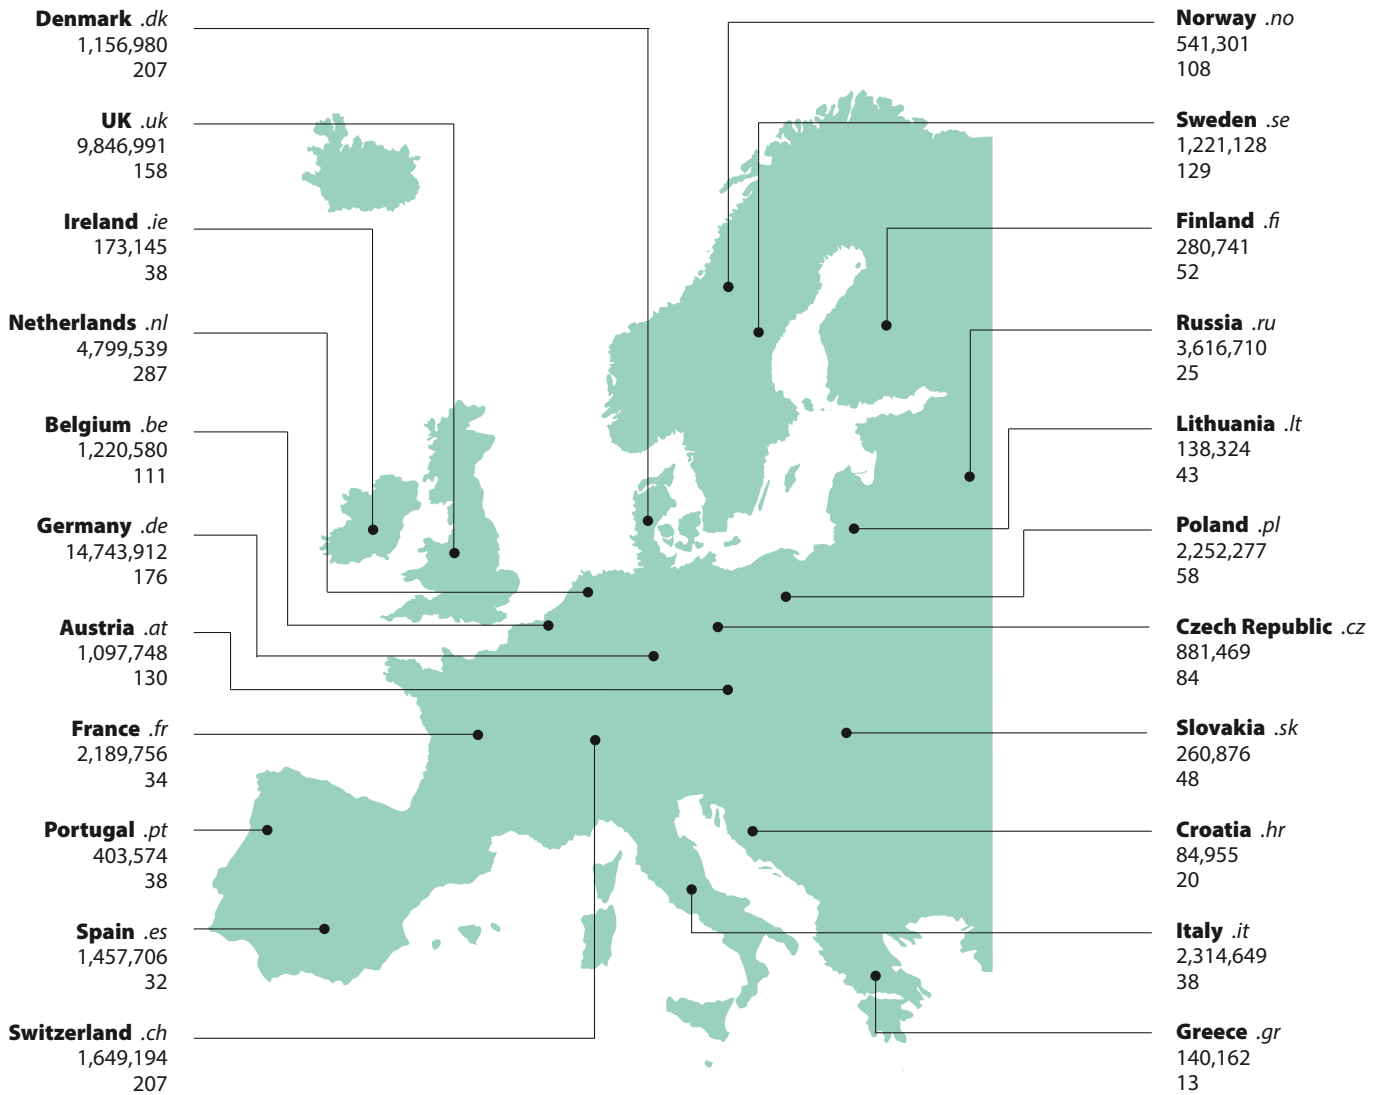 Denmark .dk
1,156,980
207
UK .uk
9,846,991
158
Ireland .ie
173,145
38
Netherlands .nl
4,799,539
287
Belgium .be
1,220,580
111
Germany .de
14,743,912
176
Austria .at
1,097,748
130
France .fr
2,189,756
34
Portugal .pt
403,574
38
Spain .es
1,457,706
32
Switzerland .ch
1,649,194
207
Norway .no
541,301
108
Sweden .se
1,221,128
129
Finland .fi
280,741
52
Russia .ru
3,616,710
25
Lithuania .lt
138,324
43
Poland .pl
2,252,277
58
Czech Republic .cz
881,469
84
Slovakia .sk
260,876
48
Croatia .hr
84,955
20
Italy .it
2,314,649
38
Greece .gr
140,162
13